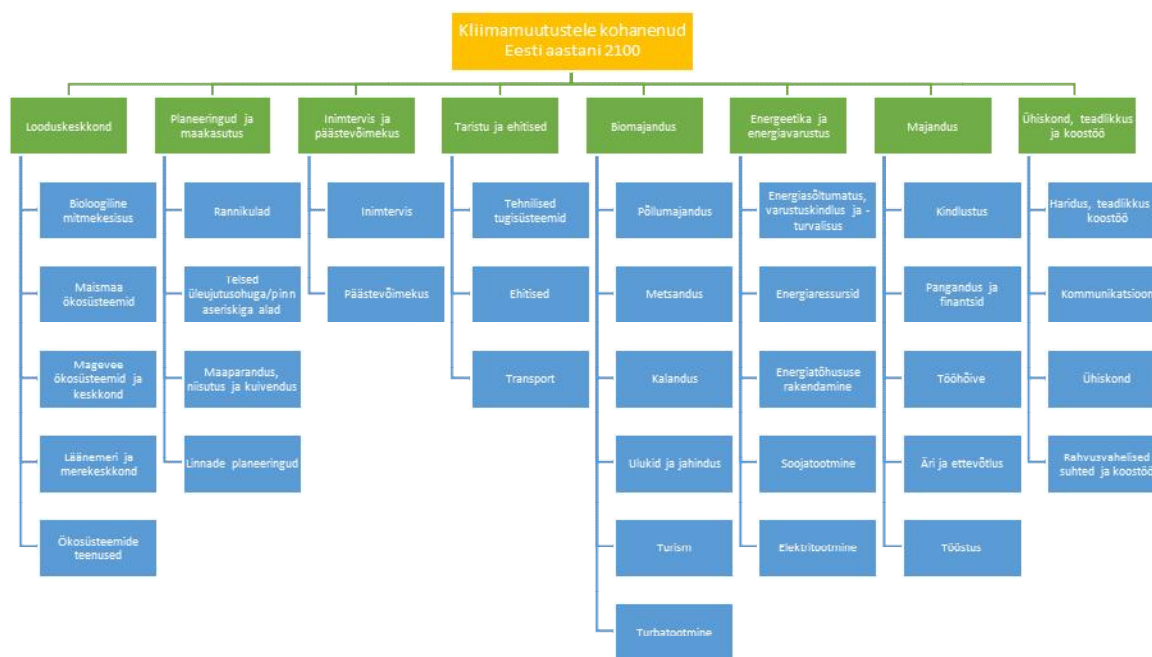 Kliimamuutustele kohanenud
Eesti aastani 2100
Looduskeskkond
Bioloogiline
mitmekesisus
Maismaa
ökosüsteemid
Magevee
ökosüsteemid ja
keskkond
Läänemeri ja
merekeskkond
Ökosüsteemide
teenused
Planeeringud ja
maakasutus
Rannikulad
Teised
üleujutusohuga/pinn
aseriskiga alad
Maaparandus,
niisutus ja kuivendus
Linnade planeeringud
Inimtervis ja
päästevõimekus
Inimtervis
Päästevõimekus
Taristu ja ehitised
Tehnilised
tugisüsteemid
Ehitised
Transport
Biomajandus
Põllumajandus
Metsandus
Kalandus
Ulukid ja jahindus
Turism
Turbatootmine
Energeetika ja
energiavarustus
Energiasõltumatus,
varustuskindlus ja -
turvalisus
Energiaressursid
Energiatõhususe
rakendamine
Soojatootmine
Elektritootmine
Majandus
Kindlustus
Pangandus ja
finantsid
Tööhõive
Äri ja ettevõtlus
Tööstus
Ühiskond, teadlikkus
ja koostöö
Haridus, teadlikkus
koostöö
Kommunikatsioon
Ühiskond
Rahvusvahelised
suhted ja koostöö